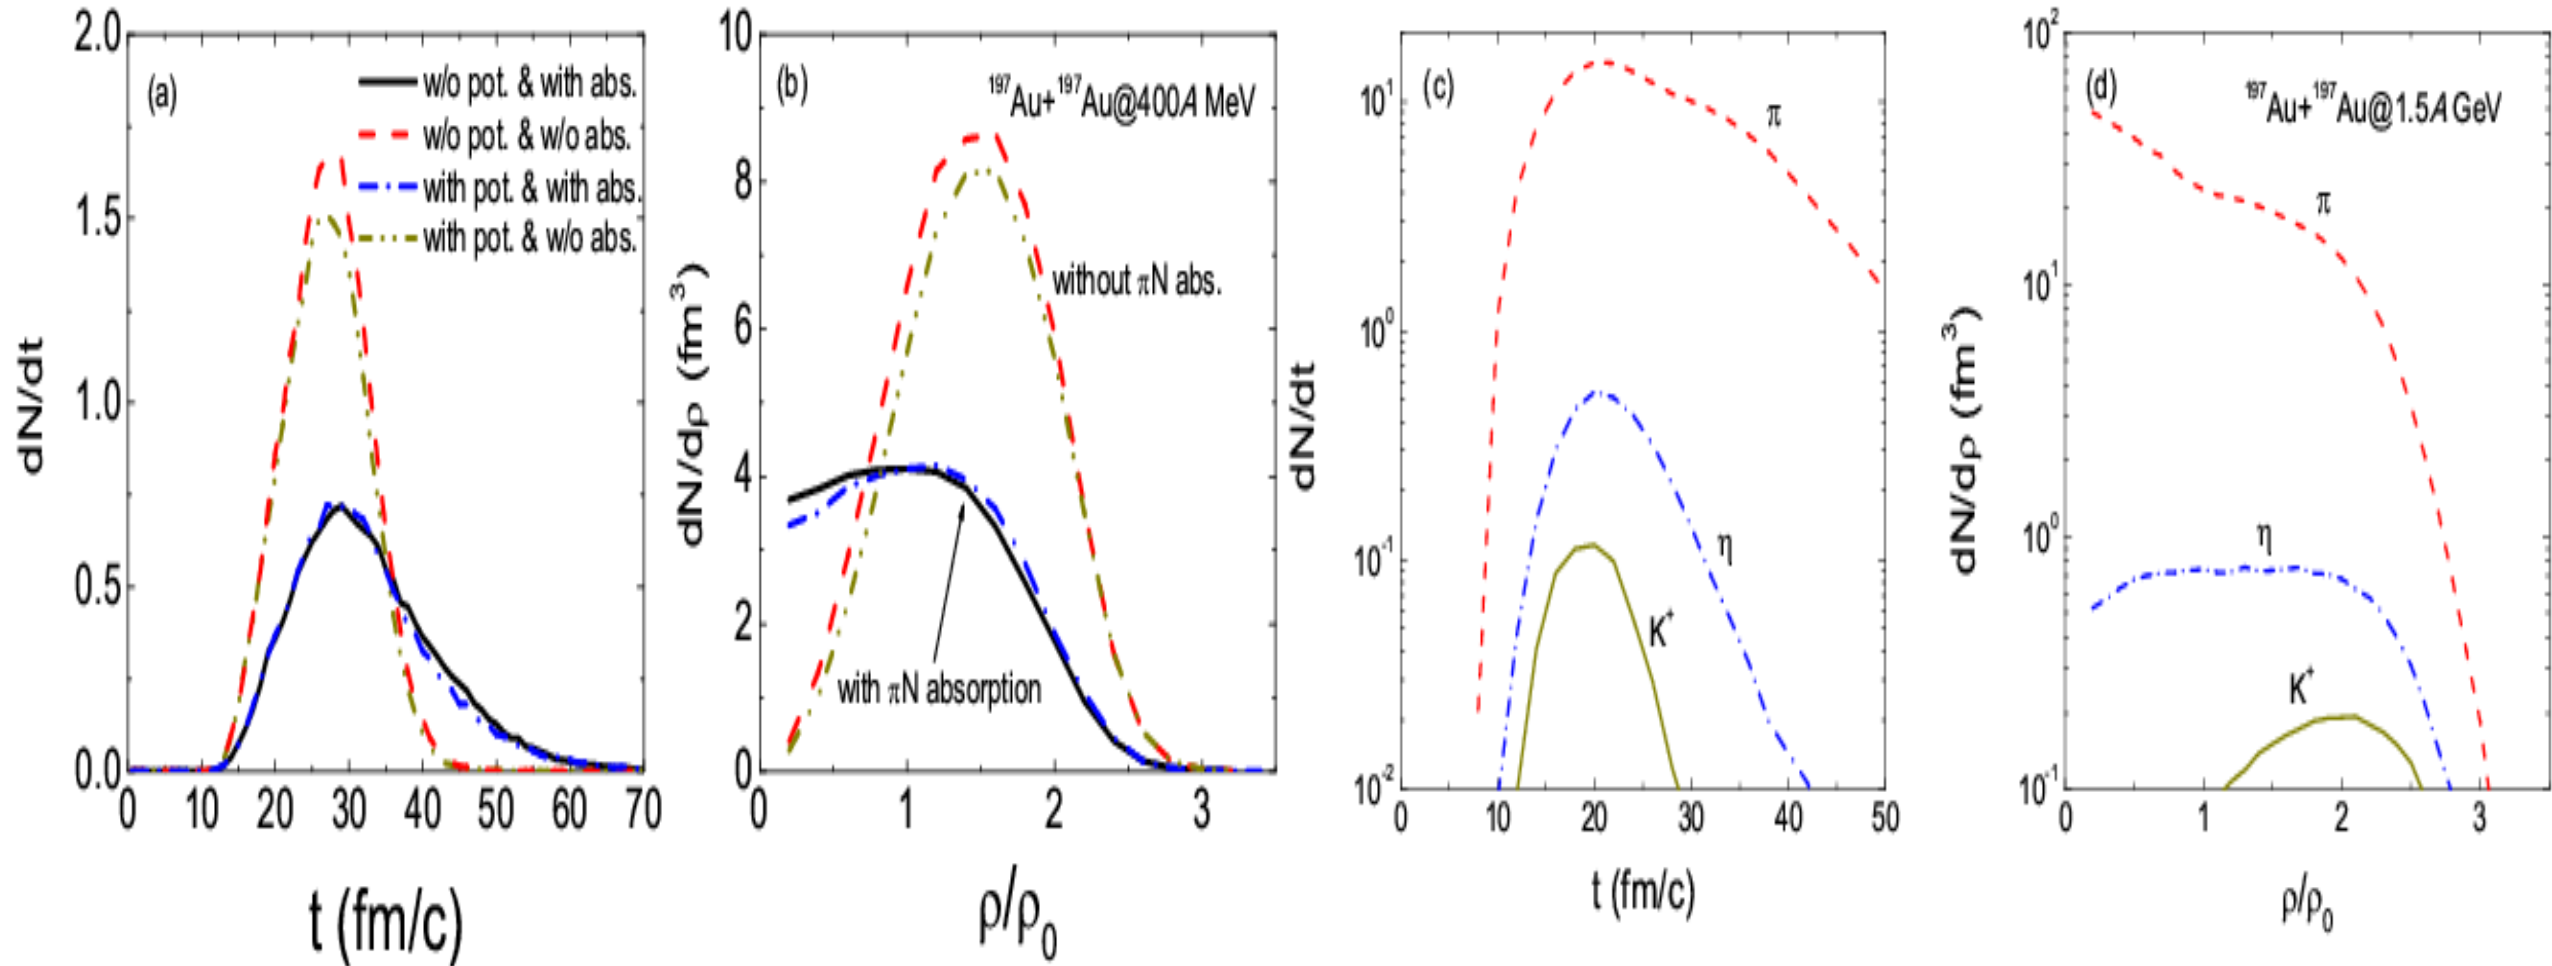 (a)
w/o pot. & with abs.
w/o pot. & w/o abs.
with pot. & with abs.
with pot. & w/o abs.
2.0
1.5
1.0
0.5
0.0
dN/dt
0 10 20 30 40 50 60 70
t (fm/c)
(b)
¹⁹⁷Au+¹⁹⁷Au@400A MeV
without πN abs.
with πN absorption
10
8
6
4
2
0
dN/dρ (fm³)
0 1 2 3
ρ/ρ₀
(c)
π
η
K⁺
10¹
10⁰
10⁻¹
10⁻²
dN/dt
0 10 20 30 40 50
t (fm/c)
(d)
¹⁹⁷Au+¹⁹⁷Au@1.5A GeV
π
η
K⁺
10²
10¹
10⁰
10⁻¹
dN/dρ (fm³)
0 1 2 3
ρ/ρ₀